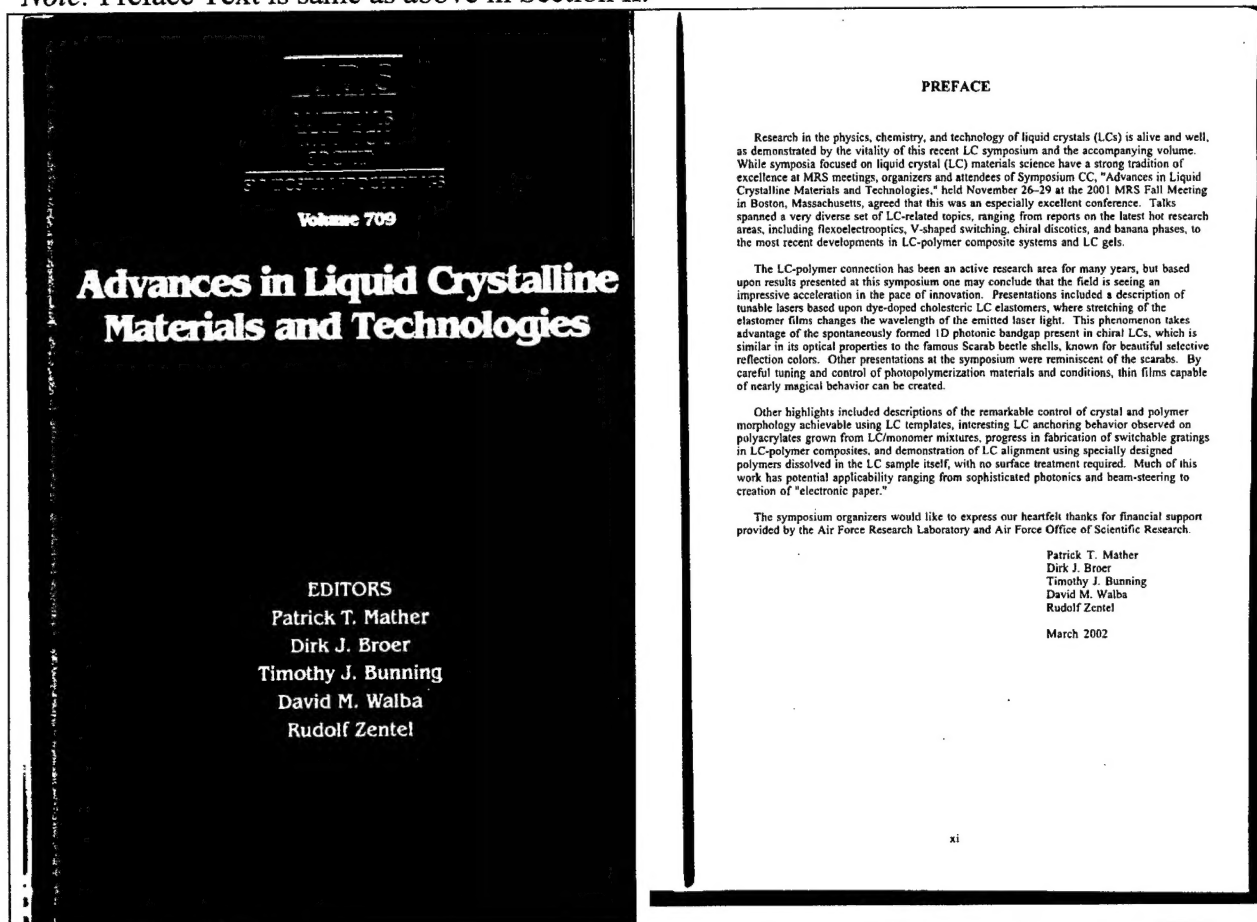 Note: Preface Text is same as above in Section II.
MRS
MATERIALS
RESEARCH
SOCIETY
SYMPOSIUM PROCEEDINGS
Volume 709
Advances in Liquid Crystalline
Materials and Technologies
EDITORS
Patrick T. Mather
Dirk J. Broer
Timothy J. Bunning
David M. Walba
Rudolf Zentel
PREFACE
Research in the physics, chemistry, and technology of liquid crystals (LCs) is alive and well,
as demonstrated by the vitality of this recent LC symposium and the accompanying volume.
While symposia focused on liquid crystal (LC) materials science have a strong tradition of
excellence at MRS meetings, organizers and attendees of Symposium CC, "Advances in Liquid
Crystalline Materials and Technologies," held November 26–29 at the 2001 MRS Fall Meeting
in Boston, Massachusetts, agreed that this was an especially excellent conference. Talks
spanned a very diverse set of LC-related topics, ranging from reports on the latest hot research
areas, including flexoelectrooptics, V-shaped switching, chiral discotics, and banana phases, to
the most recent developments in LC-polymer composite systems and LC gels.
The LC-polymer connection has been an active research area for many years, but based
upon results presented at this symposium one may conclude that the field is seeing an
impressive acceleration in the pace of innovation. Presentations included a description of
tunable lasers based upon dye-doped cholesteric LC elastomers, where stretching of the
elastomer films changes the wavelength of the emitted laser light. This phenomenon takes
advantage of the spontaneously formed 1D photonic bandgap present in chiral LCs, which is
similar in its optical properties to the famous Scarab beetle shells, known for beautiful selective
reflection colors. Other presentations at the symposium were reminiscent of the scarabs. By
careful tuning and control of photopolymerization materials and conditions, thin films capable
of nearly magical behavior can be created.
Other highlights included descriptions of the remarkable control of crystal and polymer
morphology achievable using LC templates, interesting LC anchoring behavior observed on
polyacrylates grown from LC/monomer mixtures, progress in fabrication of switchable gratings
in LC-polymer composites, and demonstration of LC alignment using specially designed
polymers dissolved in the LC sample itself, with no surface treatment required. Much of this
work has potential applicability ranging from sophisticated photonics and beam-steering to
creation of "electronic paper."
The symposium organizers would like to express our heartfelt thanks for financial support
provided by the Air Force Research Laboratory and Air Force Office of Scientific Research.
Patrick T. Mather
Dirk J. Broer
Timothy J. Bunning
David M. Walba
Rudolf Zentel
March 2002
xi